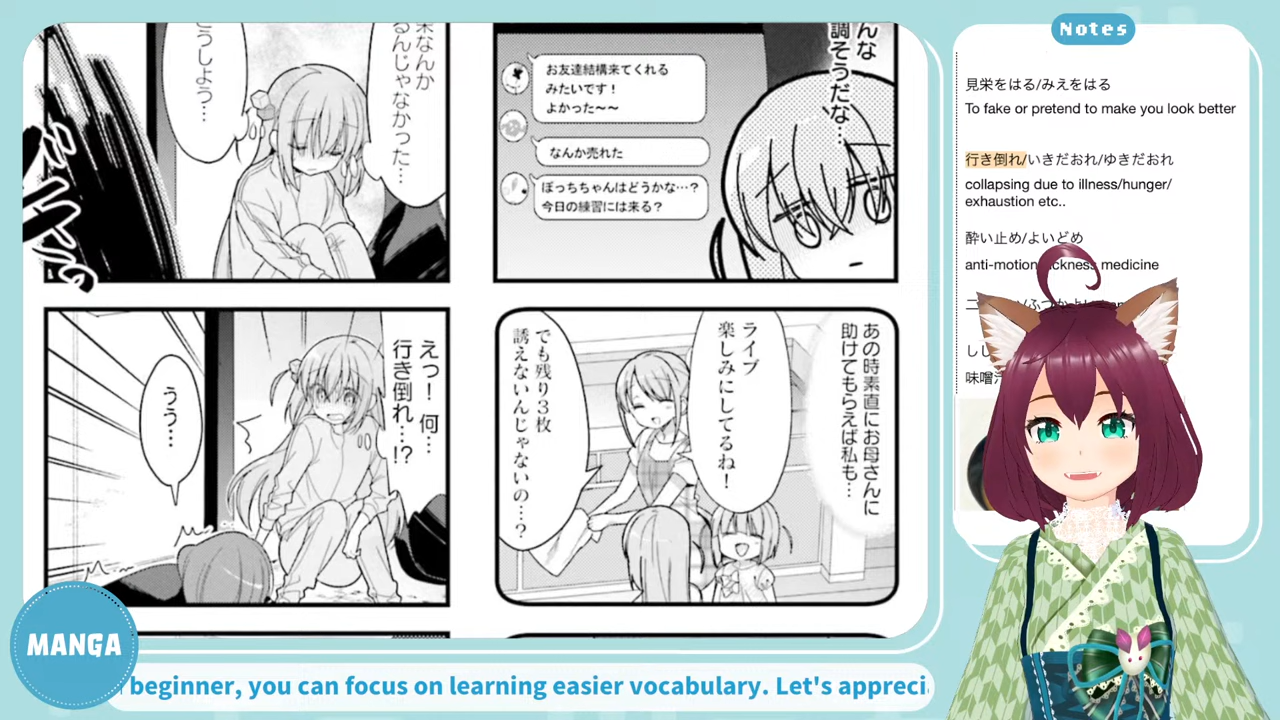 んな
調そうだな…
お友達結構来てくれる
みたいです！
よかった〜〜
なんか売れた
ぼっちちゃんはどうかな…？
今日の練習には来る？
なんか
るんじゃなかった…
うしよう…
あの時素直にお母さんに
助けてもらえば私も…
ライブ
楽しみにしてるね！
でも残り3枚
誘えないんじゃないの…？
えっ！何…
行き倒れ…!?
うう…
MANGA
beginner, you can focus on learning easier vocabulary. Let's appreci
Notes
見栄をはる/みえをはる
To fake or pretend to make you look better
行き倒れ/いきだおれ/ゆきだおれ
collapsing due to illness/hunger/
exhaustion etc..
酔い止め/よいどめ
anti-motion sickness medicine
味噌